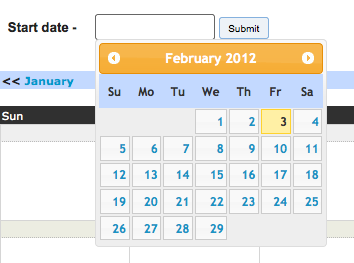 Start date -
Submit
February 2012
<< January
Su Mo Tu We Th Fr Sa
Sun
1 2 3 4
5 6 7 8 9 10 11
12 13 14 15 16 17 18
19 20 21 22 23 24 25
26 27 28 29